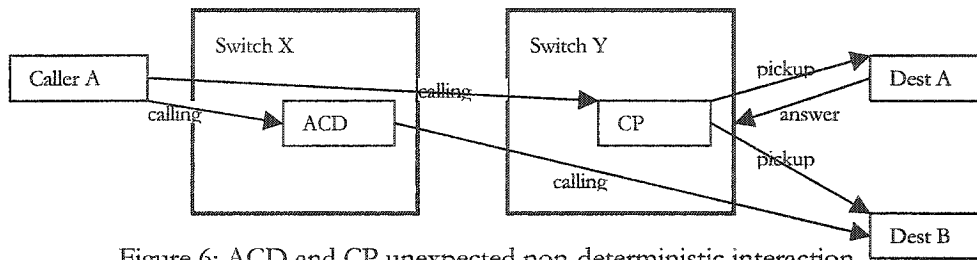 Switch X
Switch Y
Caller A
calling
pickup
Dest A
calling
ACD
CP
answer
pickup
calling
Dest B
Figure 6: ACD and CP unexpected non-deterministic interaction